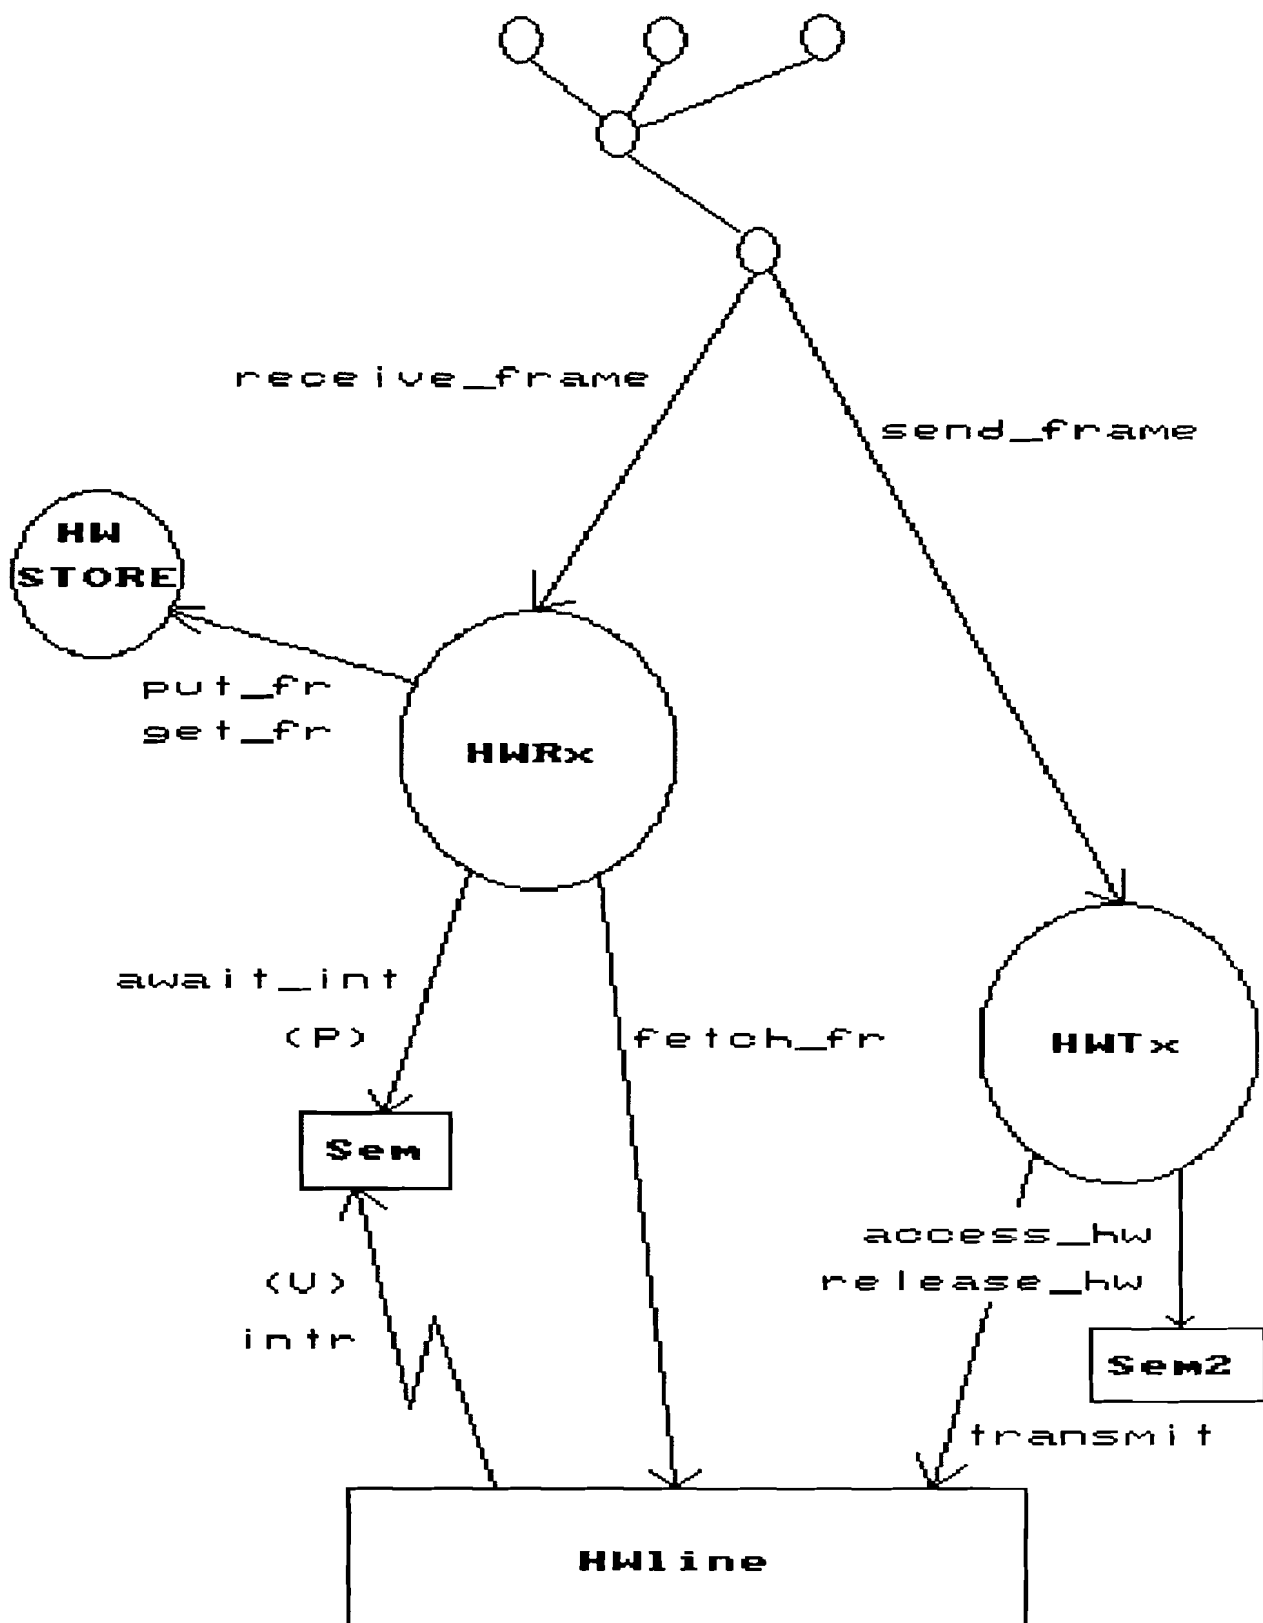 receive_frame
send_frame
HW
STORE
put_fr
get_fr
HWRx
await_int
(P)
fetch_fr
HWTx
Sem
access_hw
release_hw
(V)
intr
Sem2
transmit
HWline